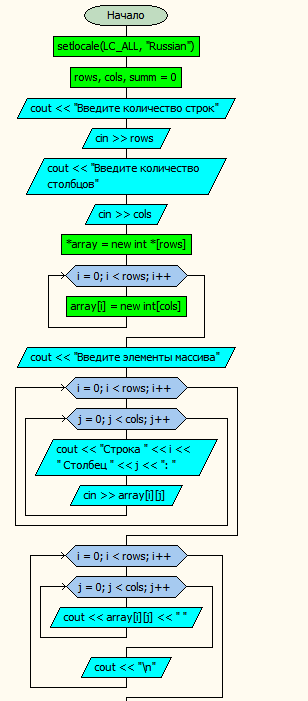 Начало
setlocale(LC_ALL, "Russian")
rows, cols, summ = 0
cout << "Введите количество строк"
cin >> rows
cout << "Введите количество
столбцов"
cin >> cols
*array = new int *[rows]
i = 0; i < rows; i++
array[i] = new int[cols]
cout << "Введите элементы массива"
i = 0; i < rows; i++
j = 0; j < cols; j++
cout << "Строка " << i <<
" Столбец " << j << ": "
cin >> array[i][j]
i = 0; i < rows; i++
j = 0; j < cols; j++
cout << array[i][j] << " "
cout << "\n"